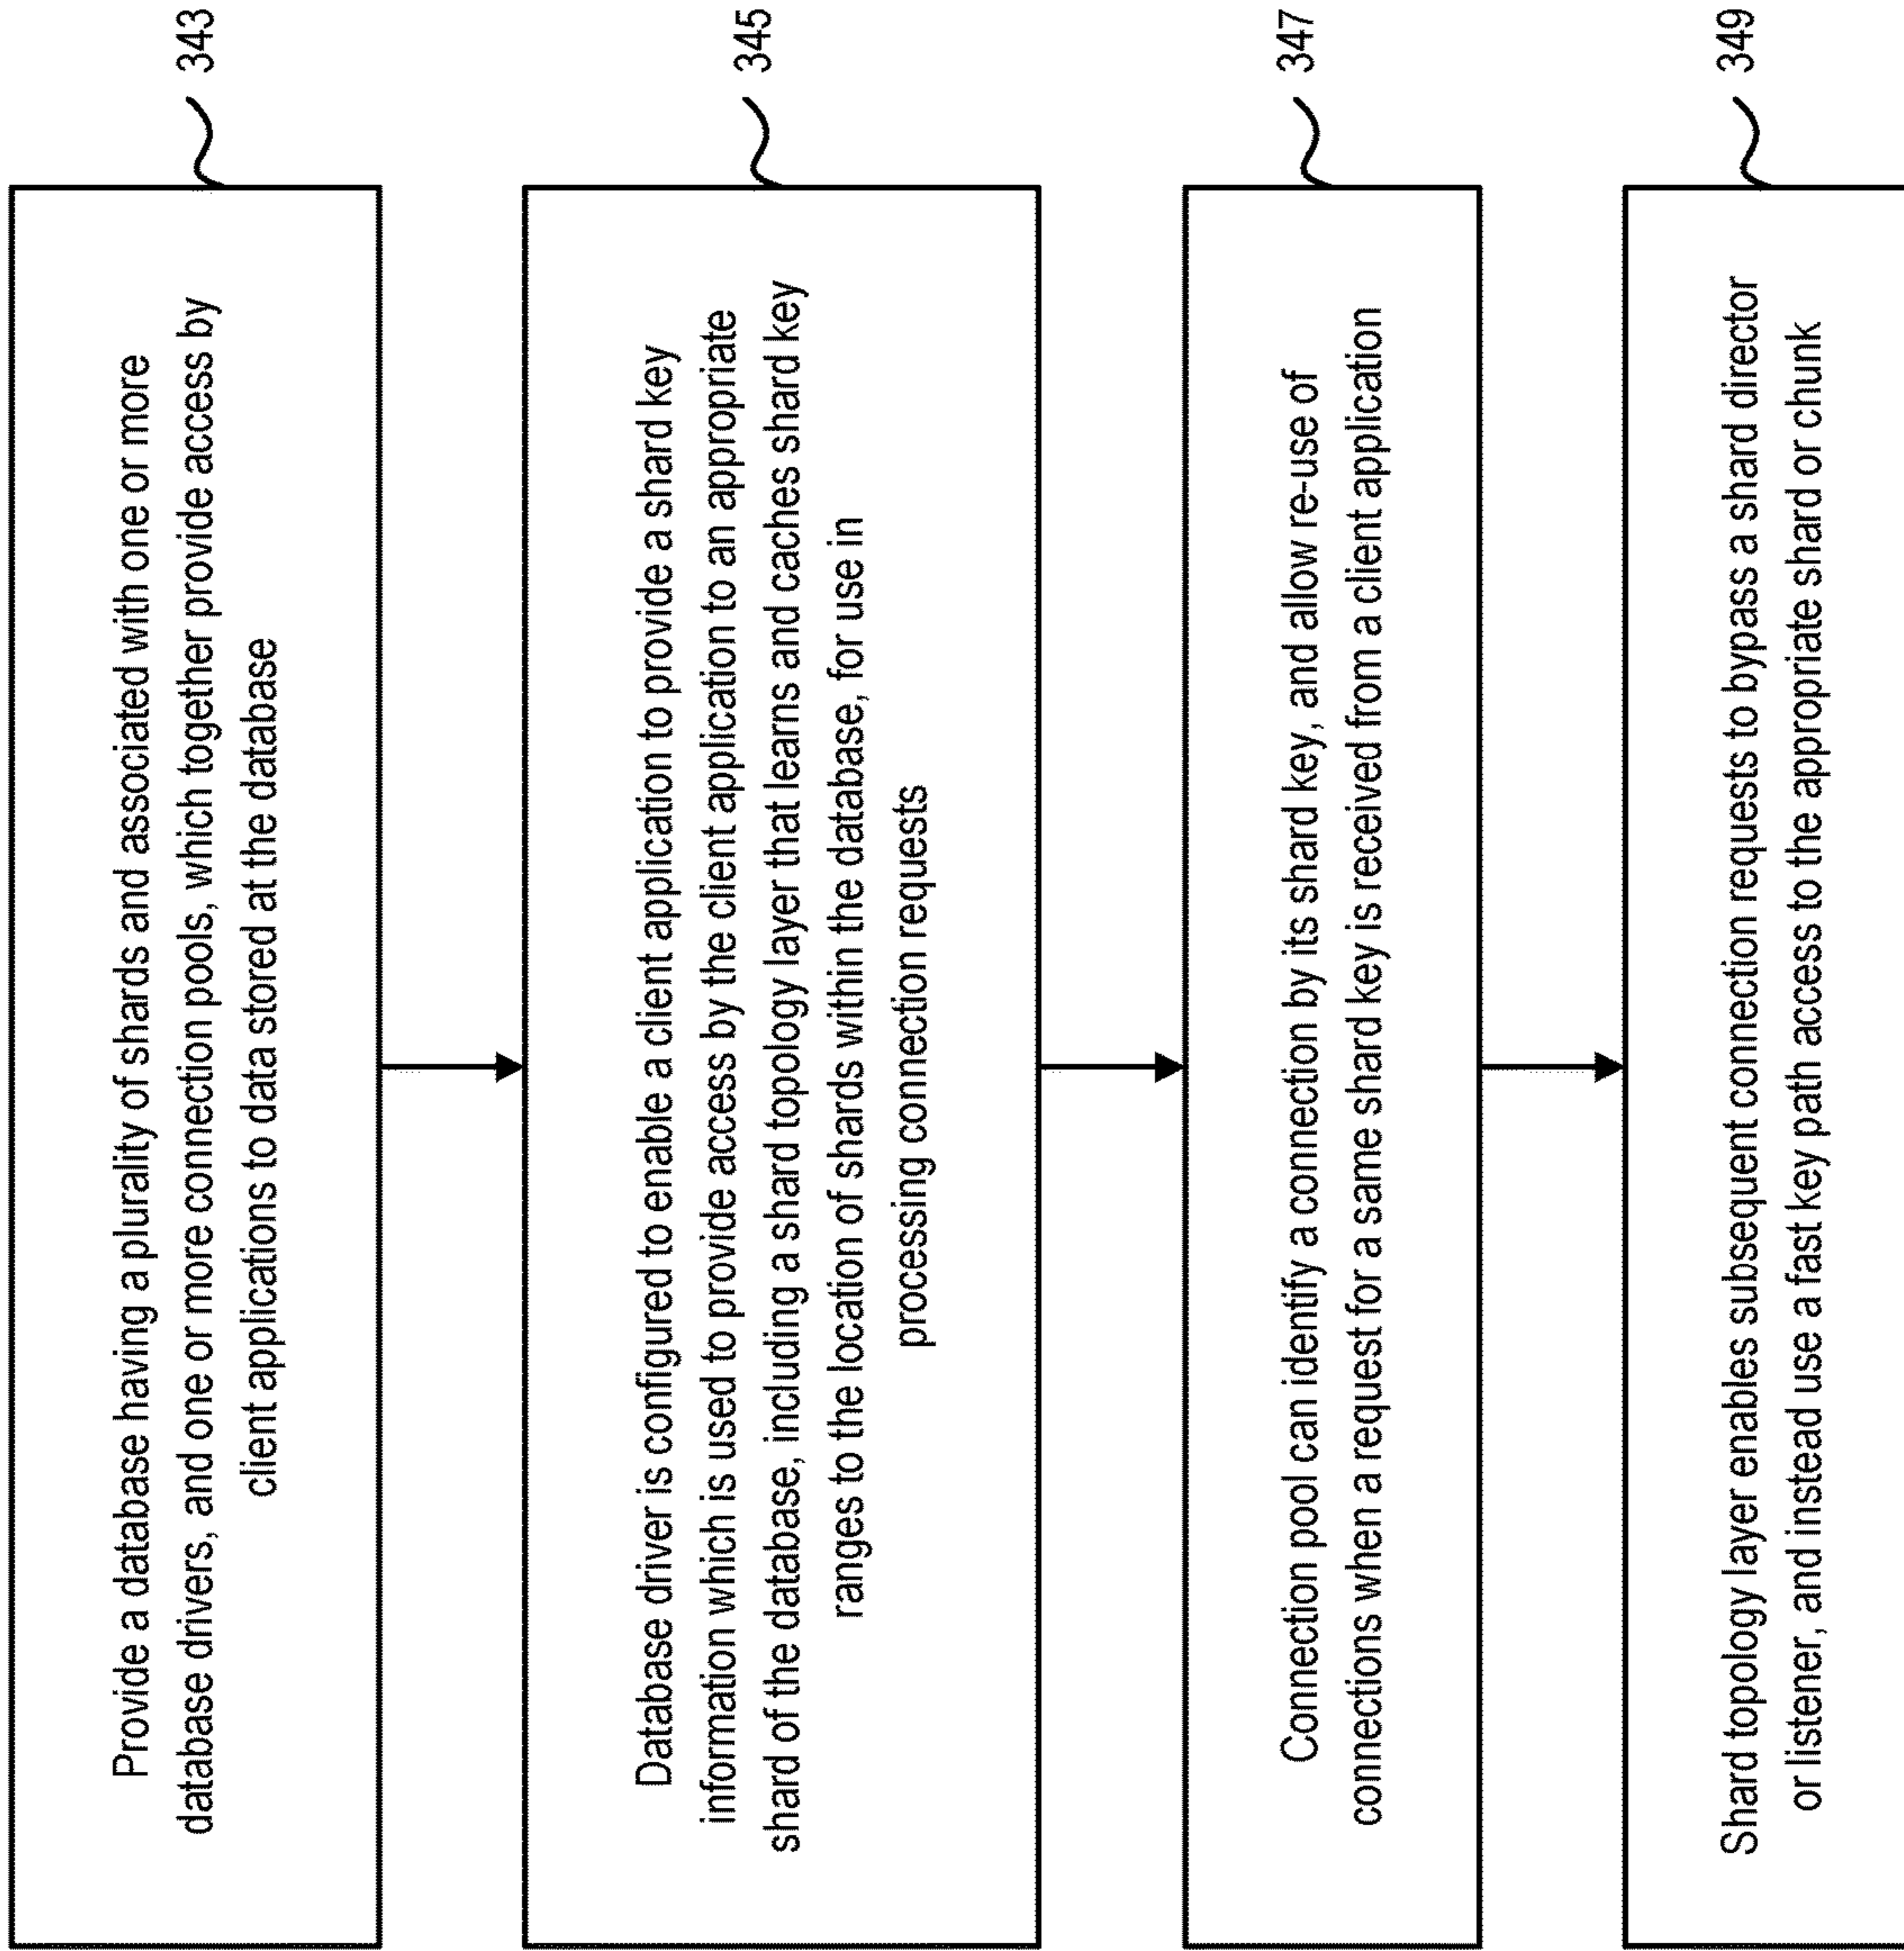 Provide a database having a plurality of shards and associated with one or more
database drivers, and one or more connection pools, which together provide access by
client applications to data stored at the database
343
Database driver is configured to enable a client application to provide a shard key
information which is used to provide access by the client application to an appropriate
shard of the database, including a shard topology layer that learns and caches shard key
ranges to the location of shards within the database, for use in
processing connection requests
345
Connection pool can identify a connection by its shard key, and allow re-use of
connections when a request for a same shard key is received from a client application
347
Shard topology layer enables subsequent connection requests to bypass a shard director
or listener, and instead use a fast key path access to the appropriate shard or chunk
349